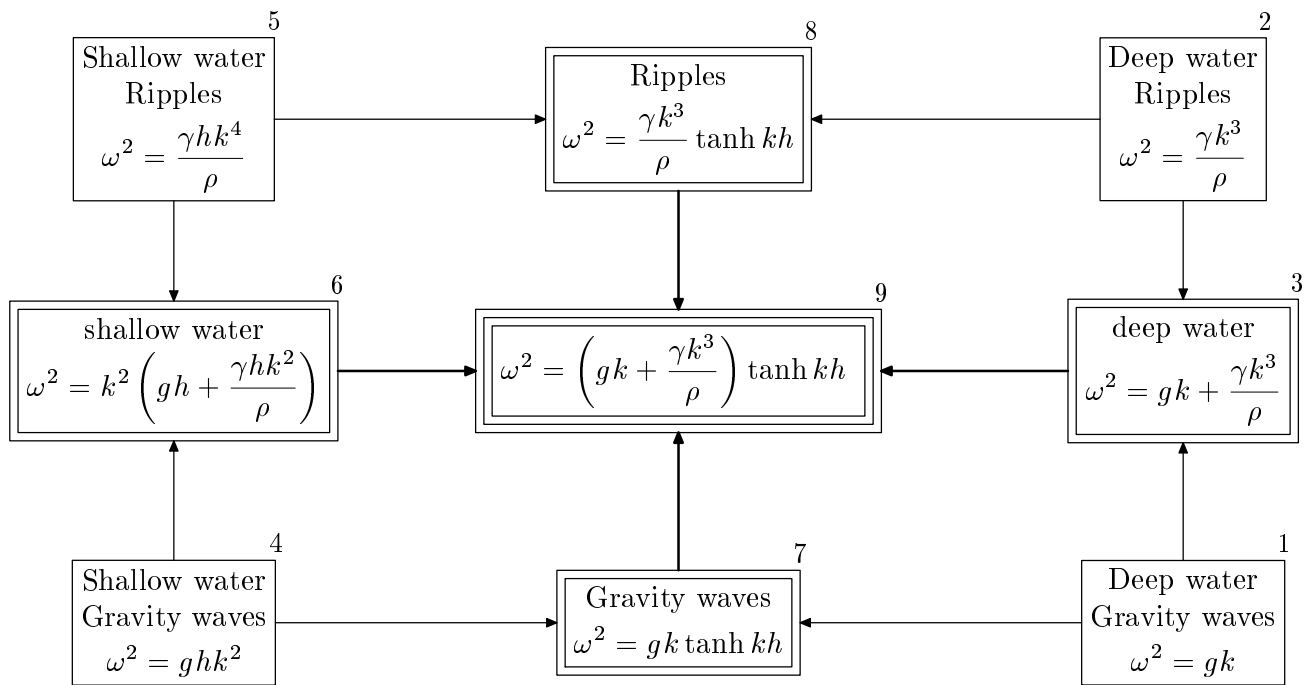 5
Shallow water
Ripples
ω² = γhk⁴/ρ
8
Ripples
ω² = γk³/ρ tanh kh
2
Deep water
Ripples
ω² = γk³/ρ
6
shallow water
ω² = k² (gh + γhk²/ρ)
9
ω² = (gk + γk³/ρ) tanh kh
3
deep water
ω² = gk + γk³/ρ
4
Shallow water
Gravity waves
ω² = ghk²
7
Gravity waves
ω² = gk tanh kh
1
Deep water
Gravity waves
ω² = gk